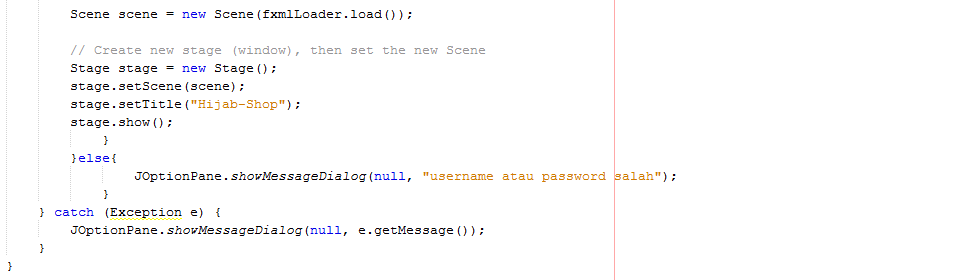 Scene scene = new Scene(fxmlLoader.load());
// Create new stage (window), then set the new Scene
Stage stage = new Stage();
stage.setScene(scene);
stage.setTitle("Hijab-Shop");
stage.show();
}
}else{
JOptionPane.showMessageDialog(null, "username atau password salah");
}
} catch (Exception e) {
JOptionPane.showMessageDialog(null, e.getMessage());
}
}